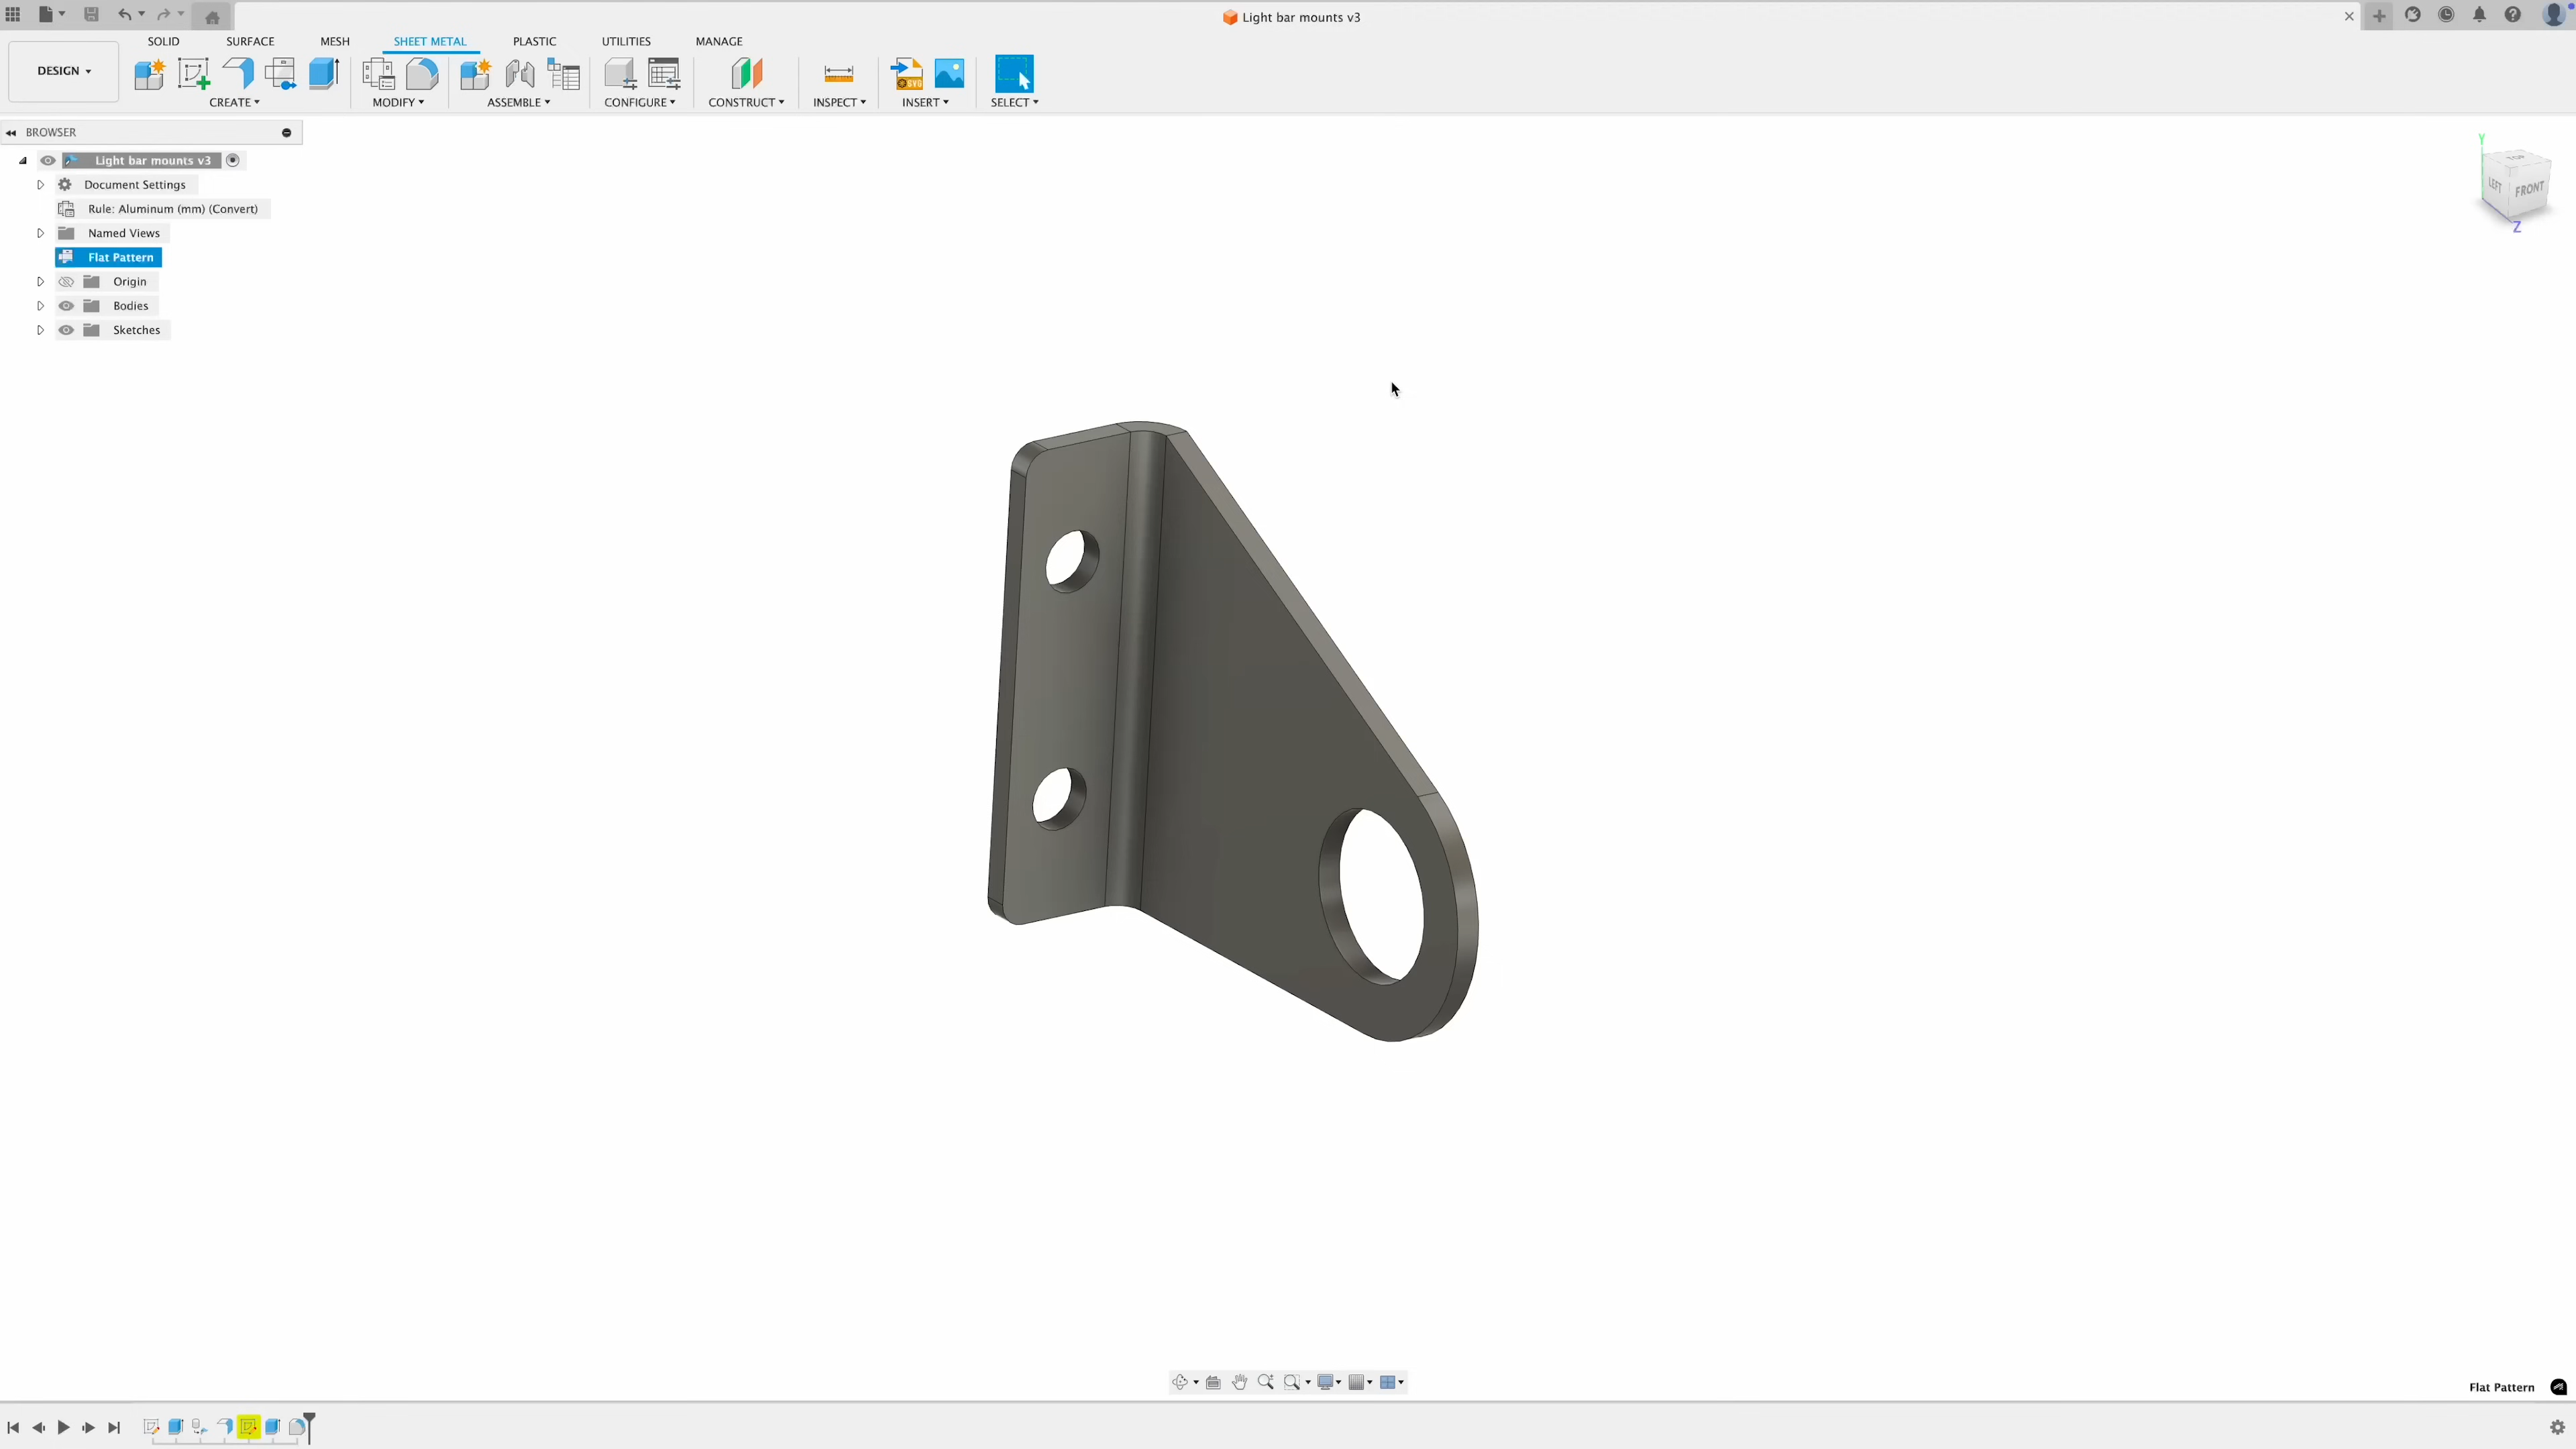 Light bar mounts v3
SOLID SURFACE MESH SHEET METAL PLASTIC UTILITIES MANAGE
DESIGN
SVG
CREATE MODIFY ASSEMBLE CONFIGURE CONSTRUCT INSPECT INSERT SELECT
BROWSER
Light bar mounts v3
Document Settings
Rule: Aluminum (mm) (Convert)
Named Views
Flat Pattern
Origin
Bodies
Sketches
Y
TOP
LEFT FRONT
Z
Flat Pattern